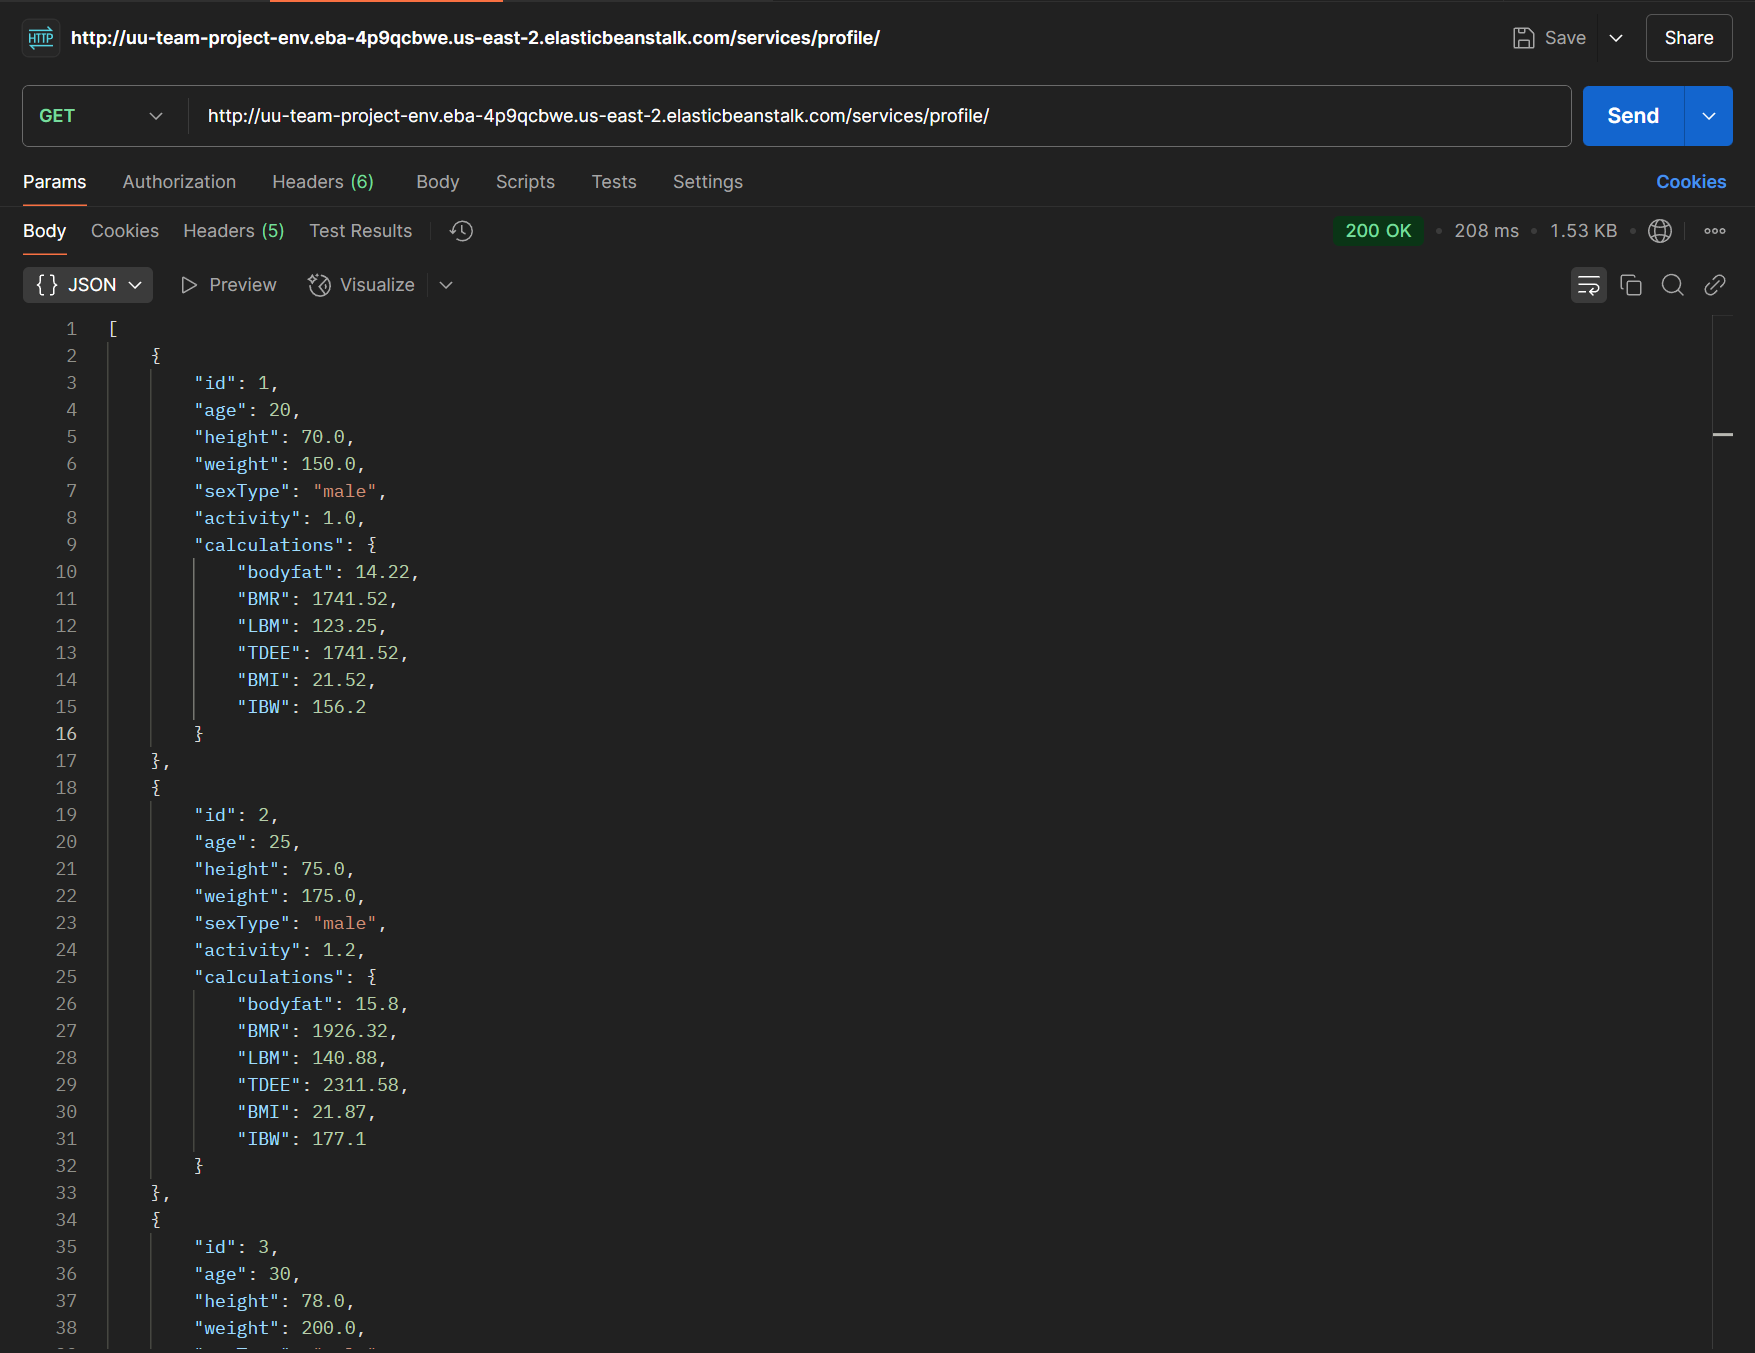 HTTP http://uu-team-project-env.eba-4p9qcbwe.us-east-2.elasticbeanstalk.com/services/profile/ Save Share
GET http://uu-team-project-env.eba-4p9qcbwe.us-east-2.elasticbeanstalk.com/services/profile/ Send
Params Authorization Headers (6) Body Scripts Tests Settings Cookies
Body Cookies Headers (5) Test Results 200 OK • 208 ms • 1.53 KB •
{} JSON Preview Visualize
1 [
2 {
3 "id": 1,
4 "age": 20,
5 "height": 70.0,
6 "weight": 150.0,
7 "sexType": "male",
8 "activity": 1.0,
9 "calculations": {
10 "bodyfat": 14.22,
11 "BMR": 1741.52,
12 "LBM": 123.25,
13 "TDEE": 1741.52,
14 "BMI": 21.52,
15 "IBW": 156.2
16 }
17 },
18 {
19 "id": 2,
20 "age": 25,
21 "height": 75.0,
22 "weight": 175.0,
23 "sexType": "male",
24 "activity": 1.2,
25 "calculations": {
26 "bodyfat": 15.8,
27 "BMR": 1926.32,
28 "LBM": 140.88,
29 "TDEE": 2311.58,
30 "BMI": 21.87,
31 "IBW": 177.1
32 }
33 },
34 {
35 "id": 3,
36 "age": 30,
37 "height": 78.0,
38 "weight": 200.0,